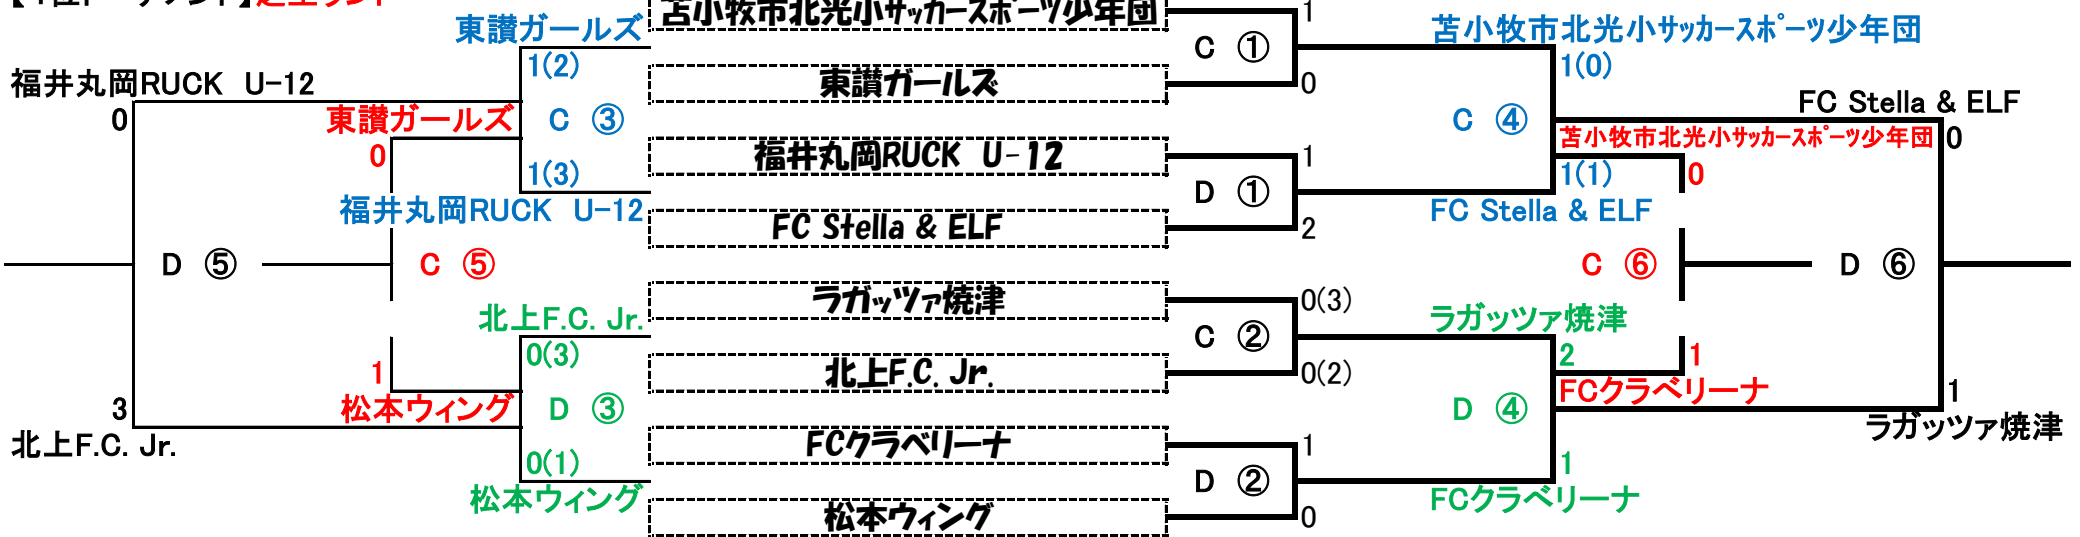 苫小牧市北光小サッカースポーツ少年団
東讃ガールズ
1
苫小牧市北光小サッカースポーツ少年団
C ①
1(2)
東讃ガールズ
0
1(0)
福井丸岡RUCK U-12
0
東讃ガールズ
C ③
C ④
FC Stella & ELF
苫小牧市北光小サッカースポーツ少年団
0
0
1(3)
福井丸岡RUCK U-12
1
1(1)
0
福井丸岡RUCK U-12
D ①
FC Stella & ELF
FC Stella & ELF
2
D ⑤
C ⑤
C ⑥
D ⑥
北上F.C. Jr.
ラガッツァ焼津
0(3)
ラガッツァ焼津
0(3)
C ②
2
1
1
北上F.C. Jr.
0(2)
3
松本ウィング
D ③
D ④
FCクラベリーナ
1
北上F.C. Jr.
FCクラベリーナ
1
ラガッツァ焼津
0(1)
D ②
1
松本ウィング
松本ウィング
0
FCクラベリーナ